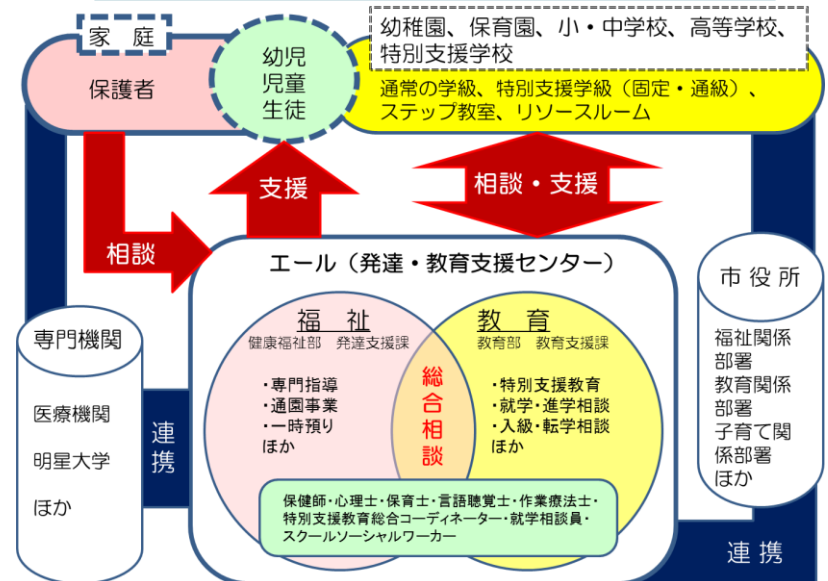 家　庭
保護者
幼児
児童
生徒
幼稚園、保育園、小・中学校、高等学校、
特別支援学校
通常の学級、特別支援学級（固定・通級）、
ステップ教室、リソースルーム
支援
相談・支援
相談
エール（発達・教育支援センター）
福　祉
健康福祉部　発達支援課
・専門指導
・通園事業
・一時預り
ほか
総合相談
教　育
教育部　教育支援課
・特別支援教育
・就学・進学相談
・入級・転学相談
ほか
保健師・心理士・保育士・言語聴覚士・作業療法士・
特別支援教育総合コーディネーター・就学相談員・
スクールソーシャルワーカー
専門機関
医療機関
明星大学
ほか
連携
市役所
福祉関係
部署
教育関係
部署
子育て関
係部署
ほか
連携